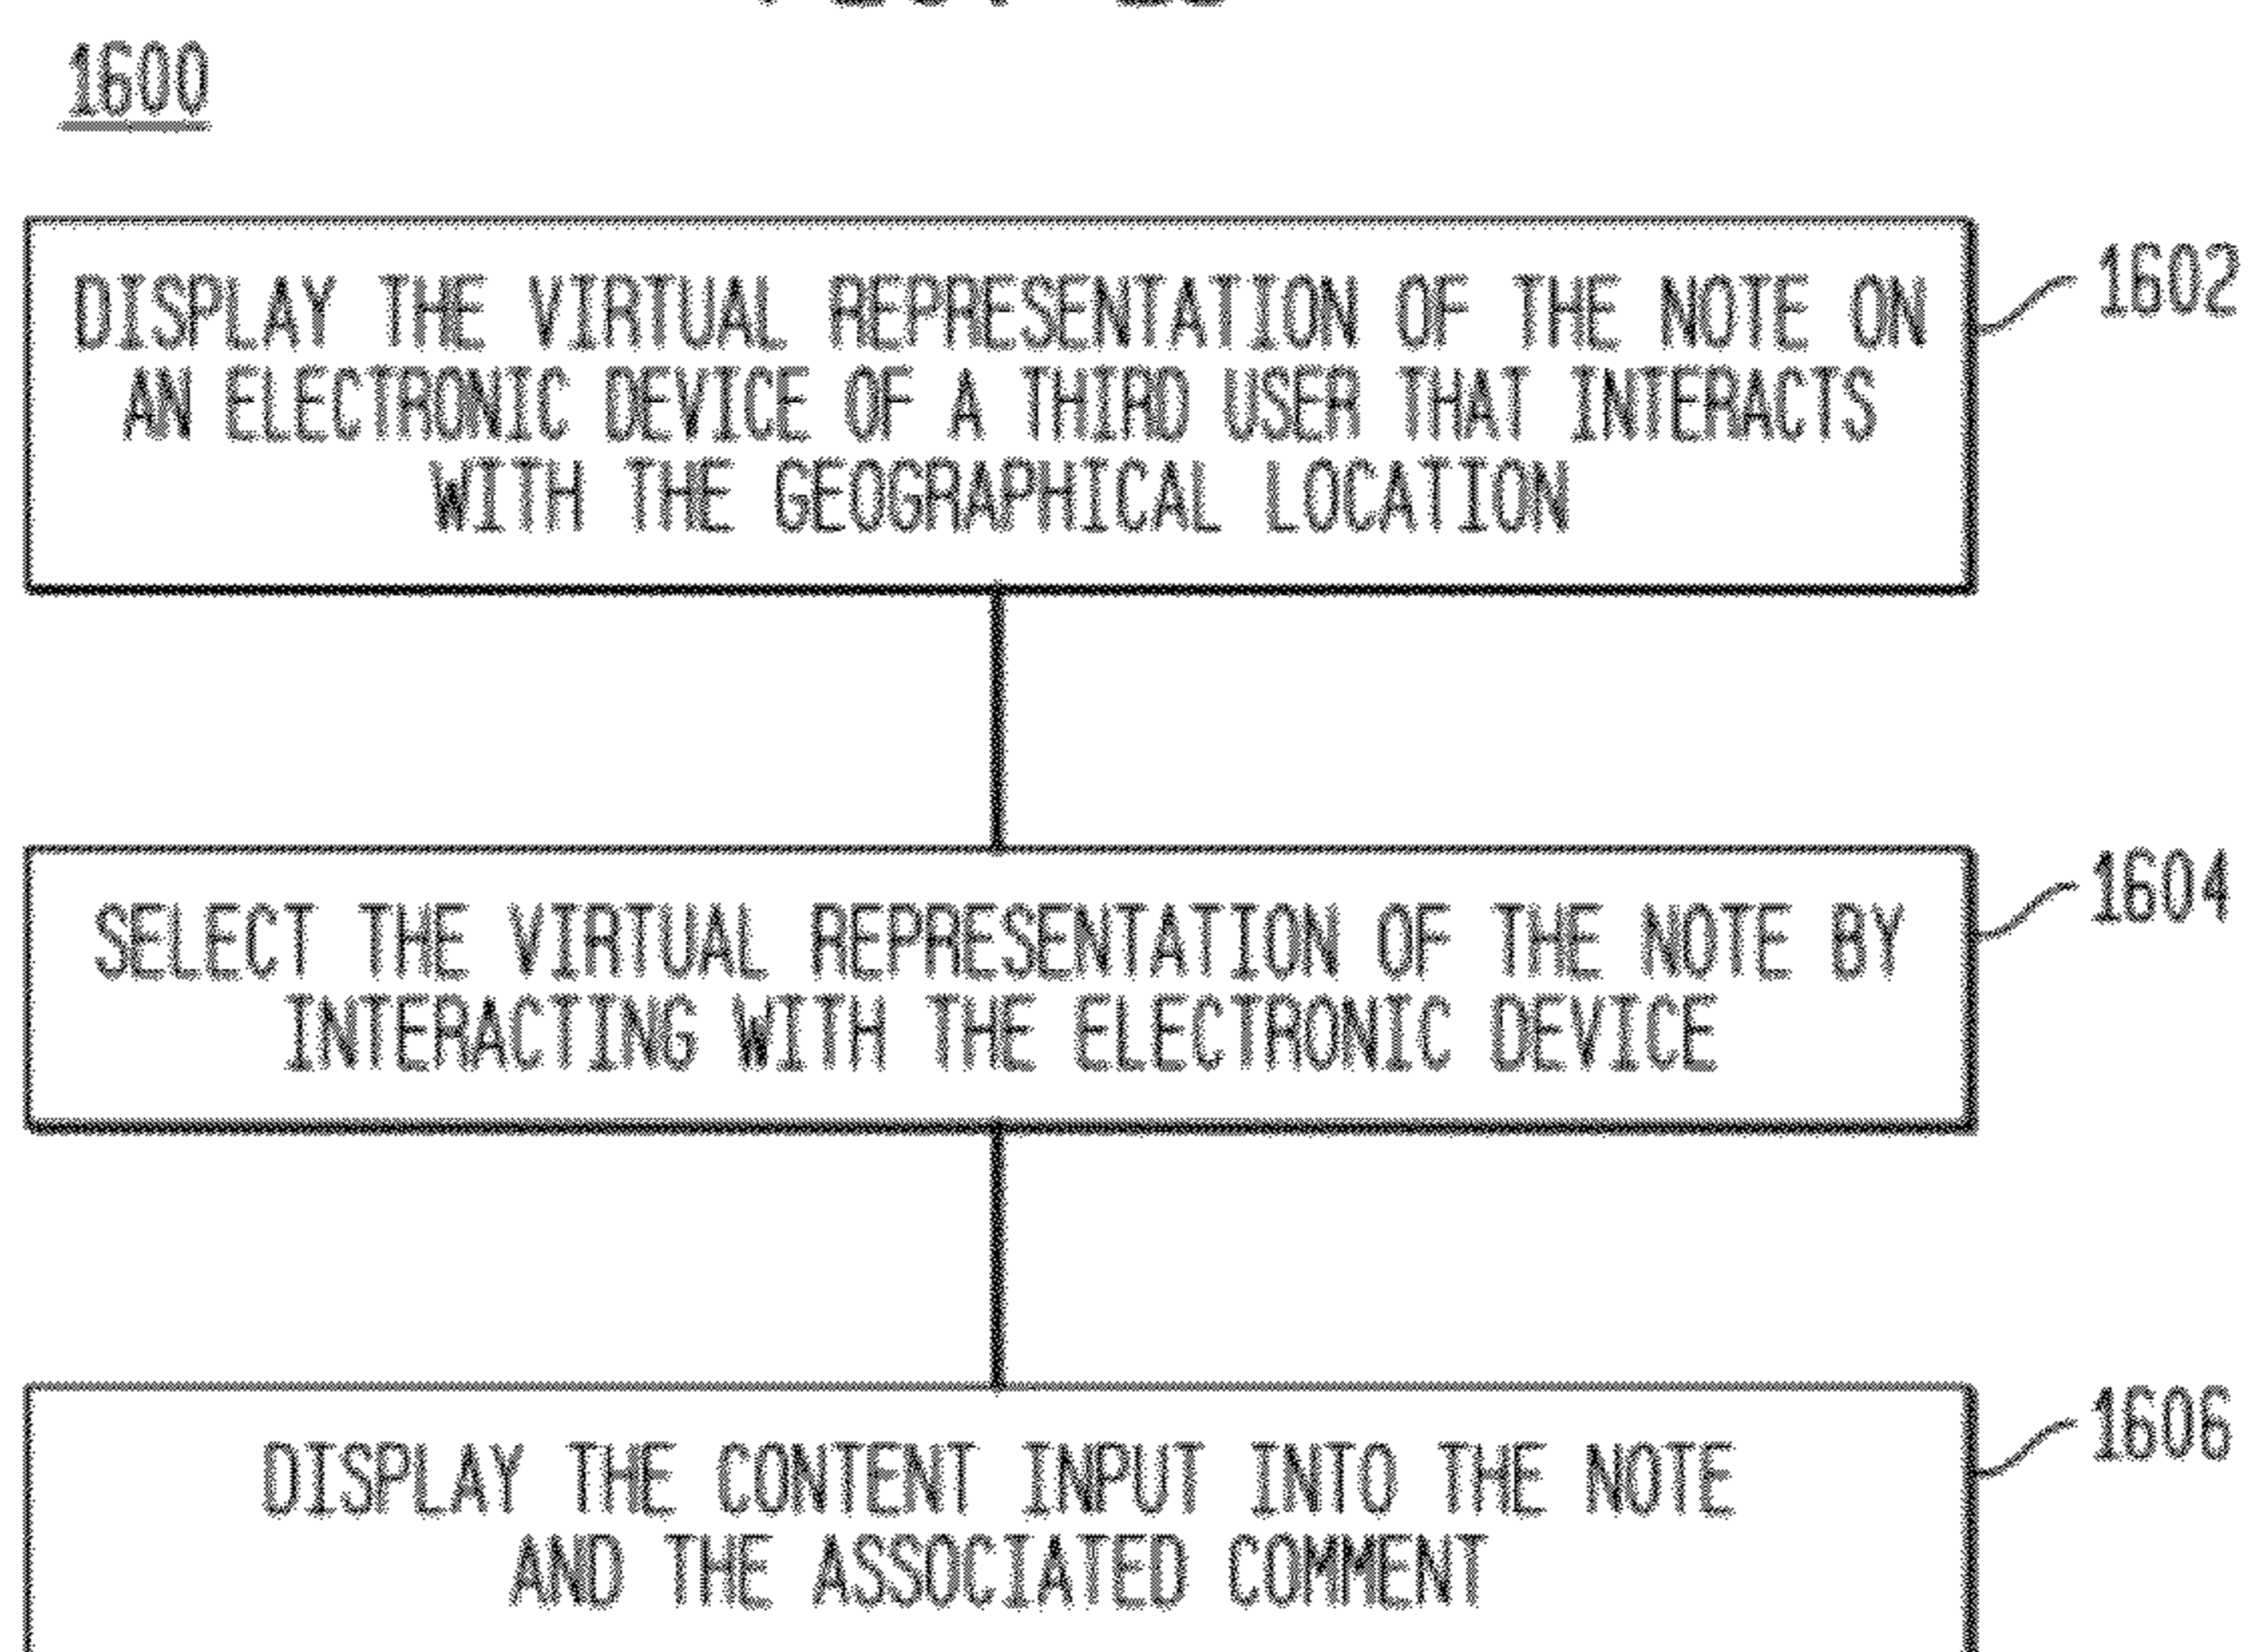 1600
DISPLAY THE VIRTUAL REPRESENTATION OF THE NOTE ON
AN ELECTRONIC DEVICE OF A THIRD USER THAT INTERACTS
WITH THE GEOGRAPHICAL LOCATION
1602
SELECT THE VIRTUAL REPRESENTATION OF THE NOTE BY
INTERACTING WITH THE ELECTRONIC DEVICE
1604
DISPLAY THE CONTENT INPUT INTO THE NOTE
AND THE ASSOCIATED COMMENT
1606